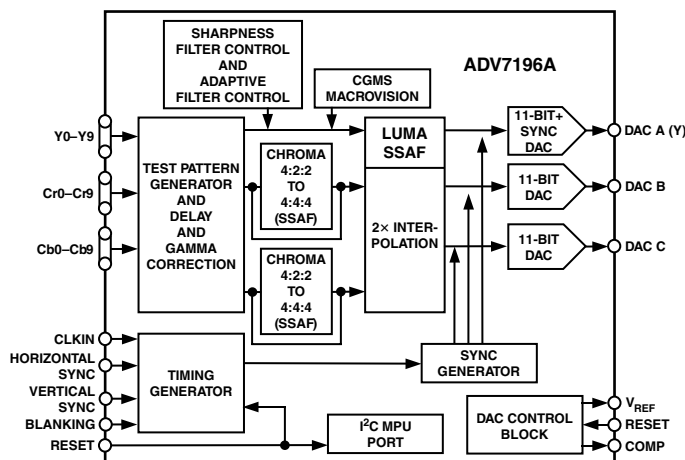 SHARPNESS
FILTER CONTROL
AND
ADAPTIVE
FILTER CONTROL
CGMS
MACROVISION
ADV7196A
Y0–Y9
Cr0–Cr9
Cb0–Cb9
TEST PATTERN
GENERATOR
AND
DELAY
AND
GAMMA
CORRECTION
CHROMA
4:2:2
TO
4:4:4
(SSAF)
CHROMA
4:2:2
TO
4:4:4
(SSAF)
LUMA
SSAF
2× INTER-
POLATION
11-BIT+
SYNC
DAC
DAC A (Y)
11-BIT
DAC
DAC B
11-BIT
DAC
DAC C
CLKIN
HORIZONTAL
SYNC
VERTICAL
SYNC
BLANKING
RESET
TIMING
GENERATOR
SYNC
GENERATOR
I²C MPU
PORT
DAC CONTROL
BLOCK
VREF
RESET
COMP